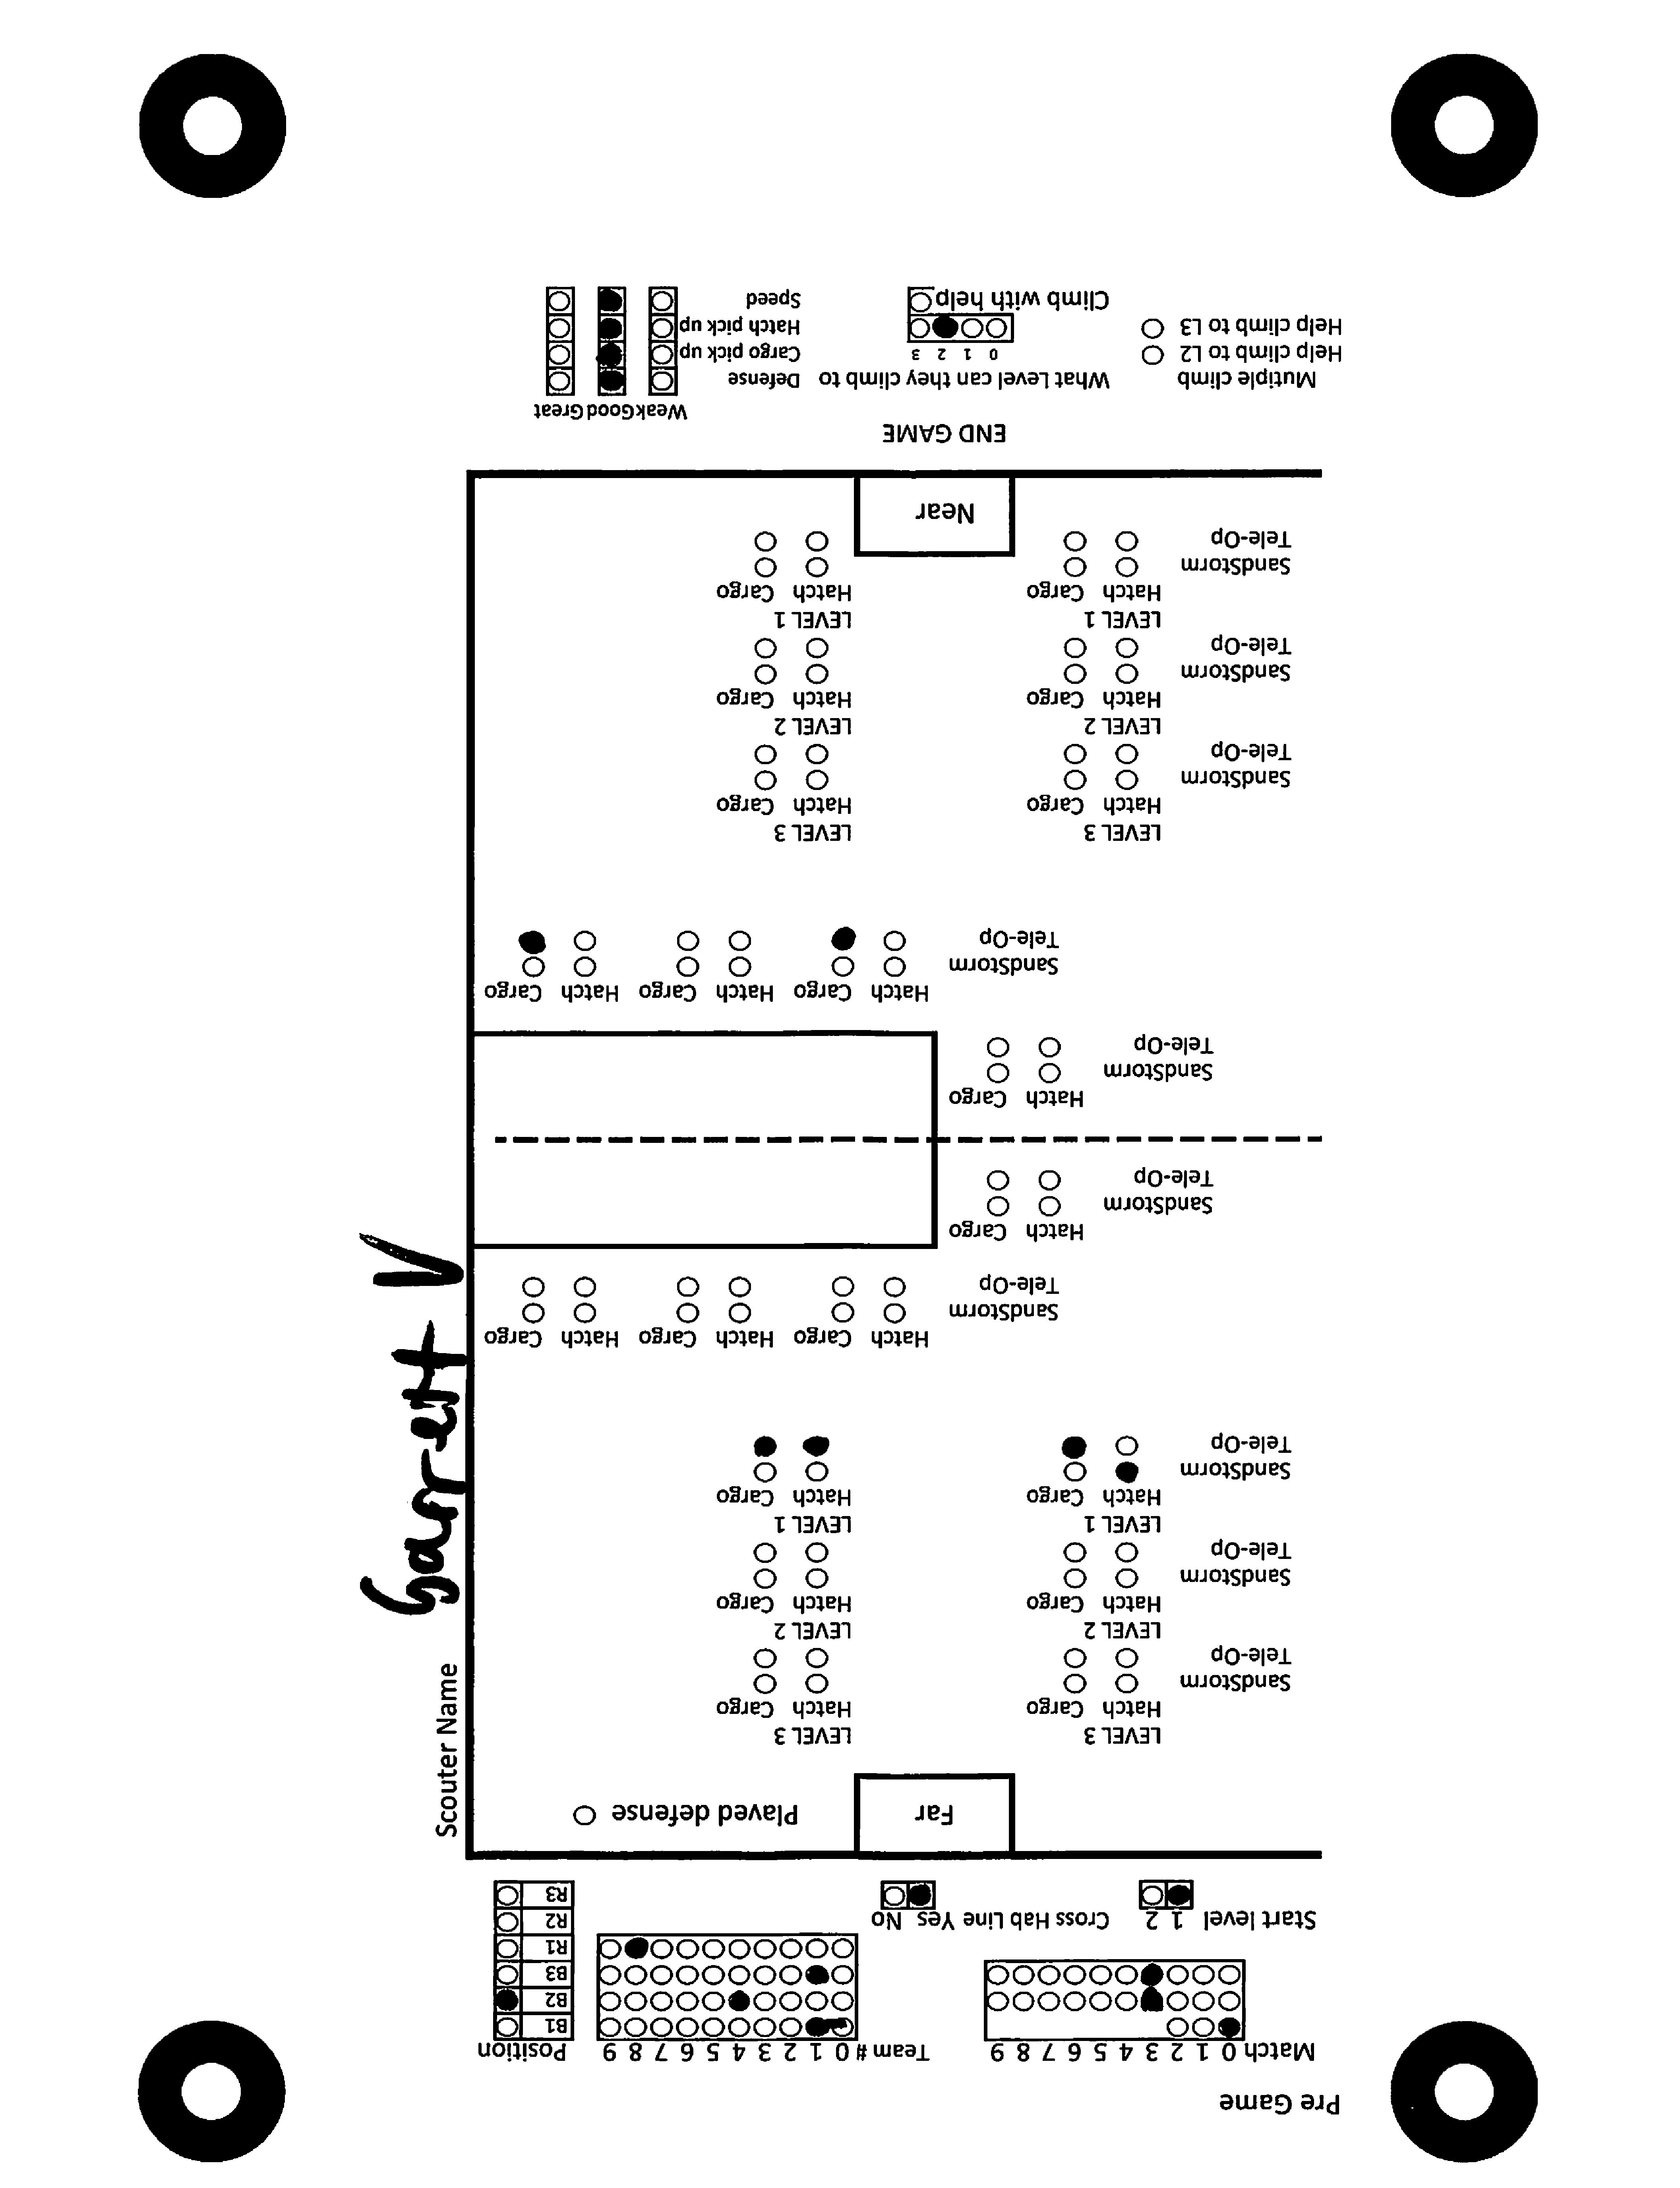 Pre Game
Match 0 1 2 3 4 5 6 7 8 9 Team # 0 1 2 3 4 5 6 7 8 9 Position
B1
B2
B3
R1
R2
R3
Start level 1 2 Cross Hab Line Yes No
Far Played defense
Scouter Name Garrett V
LEVEL 3 LEVEL 3
Hatch Cargo Hatch Cargo
SandStorm
Tele-Op
LEVEL 2 LEVEL 2
Hatch Cargo Hatch Cargo
SandStorm
Tele-Op
LEVEL 1 LEVEL 1
Hatch Cargo Hatch Cargo
SandStorm
Tele-Op
Hatch Cargo Hatch Cargo Hatch Cargo
SandStorm
Tele-Op
Hatch Cargo
SandStorm
Tele-Op
Hatch Cargo
SandStorm
Tele-Op
Hatch Cargo Hatch Cargo Hatch Cargo
SandStorm
Tele-Op
LEVEL 3 LEVEL 3
Hatch Cargo Hatch Cargo
SandStorm
Tele-Op
LEVEL 2 LEVEL 2
Hatch Cargo Hatch Cargo
SandStorm
Tele-Op
LEVEL 1 LEVEL 1
Hatch Cargo Hatch Cargo
SandStorm
Tele-Op
Near
END GAME
Weak Good Great
Mutiple climb What Level can they climb to Defense
Help climb to L2 0 1 2 3 Cargo pick up
Help climb to L3 Hatch pick up
Climb with help Speed